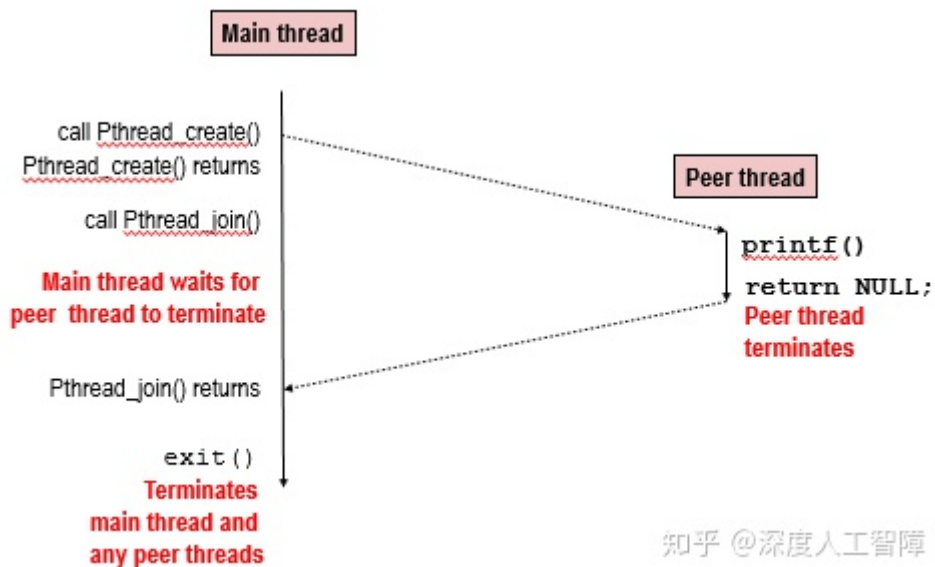 Main thread
call Pthread_create()
Pthread_create() returns
call Pthread_join()
Main thread waits for
peer thread to terminate
Pthread_join() returns
exit()
Terminates
main thread and
any peer threads
Peer thread
printf()
return NULL;
Peer thread
terminates
知乎 @深度人工智障